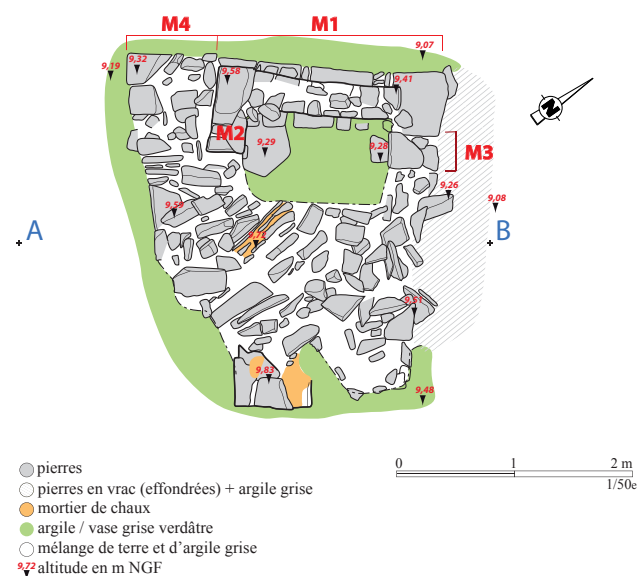 M4 M1
9,19 9,32 9,58 9,41 9,07
N
M2 M3
9,29 9,28
9,26
9,59 9,08
A 9,72 B
9,51
9,83
9,48
pierres
pierres en vrac (effondrées) + argile grise
mortier de chaux
argile / vase grise verdâtre
mélange de terre et d'argile grise
9,72 altitude en m NGF
0 1 2 m
1/50e